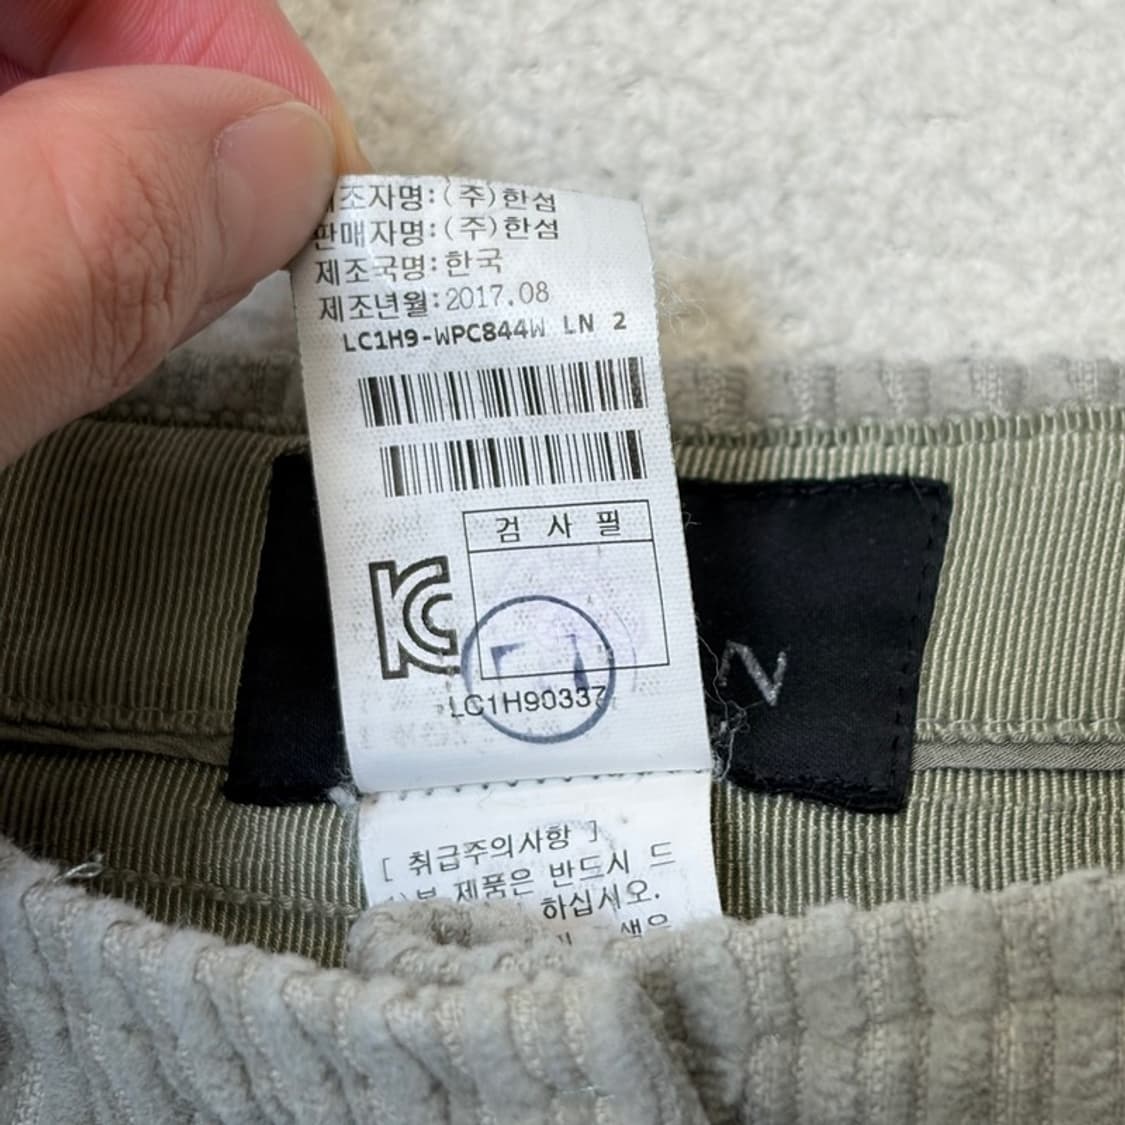 제조자명:(주)한섬
판매자명:(주)한섬
제조국명:한국
제조년월:2017.08
LC1H9-WPC844W LN 2
검 사 필
KC
LC1H90337
N
[ 취급주의사항 ]
제품은 반드시 드
하십시오.